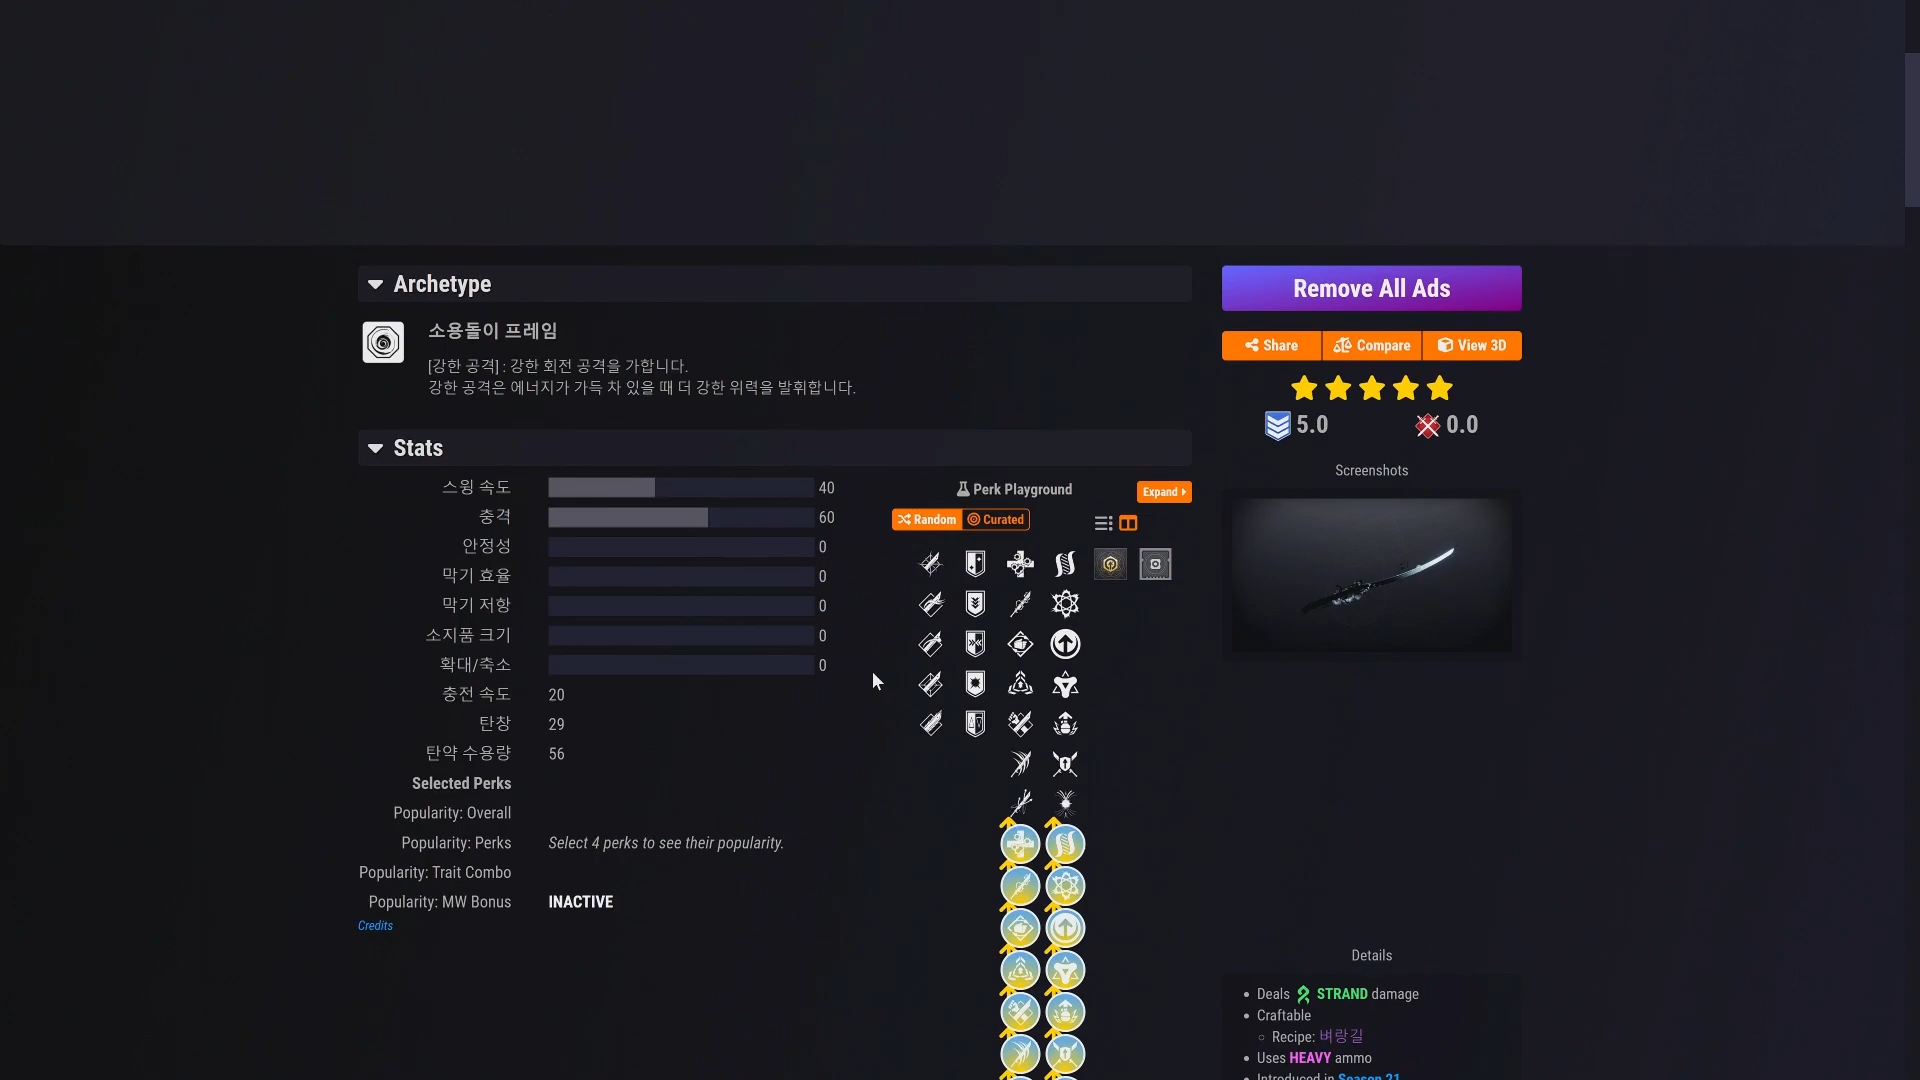 Archetype
소용돌이 프레임
[강한 공격] : 강한 회전 공격을 가합니다.
강한 공격은 에너지가 가득 차 있을 때 더 강한 위력을 발휘합니다.
Stats
스윙 속도 40
충격 60
안정성 0
막기 효율 0
막기 저항 0
소지품 크기 0
확대/축소 0
충전 속도 20
탄창 29
탄약 수용량 56
Selected Perks
Popularity: Overall
Popularity: Perks Select 4 perks to see their popularity.
Popularity: Trait Combo
Popularity: MW Bonus INACTIVE
Credits
Perk Playground
Expand
Random Curated
Remove All Ads
Share Compare View 3D
5.0 0.0
Screenshots
Details
Deals STRAND damage
Craftable
Recipe: 벼랑길
Uses HEAVY ammo
Introduced in Season 21